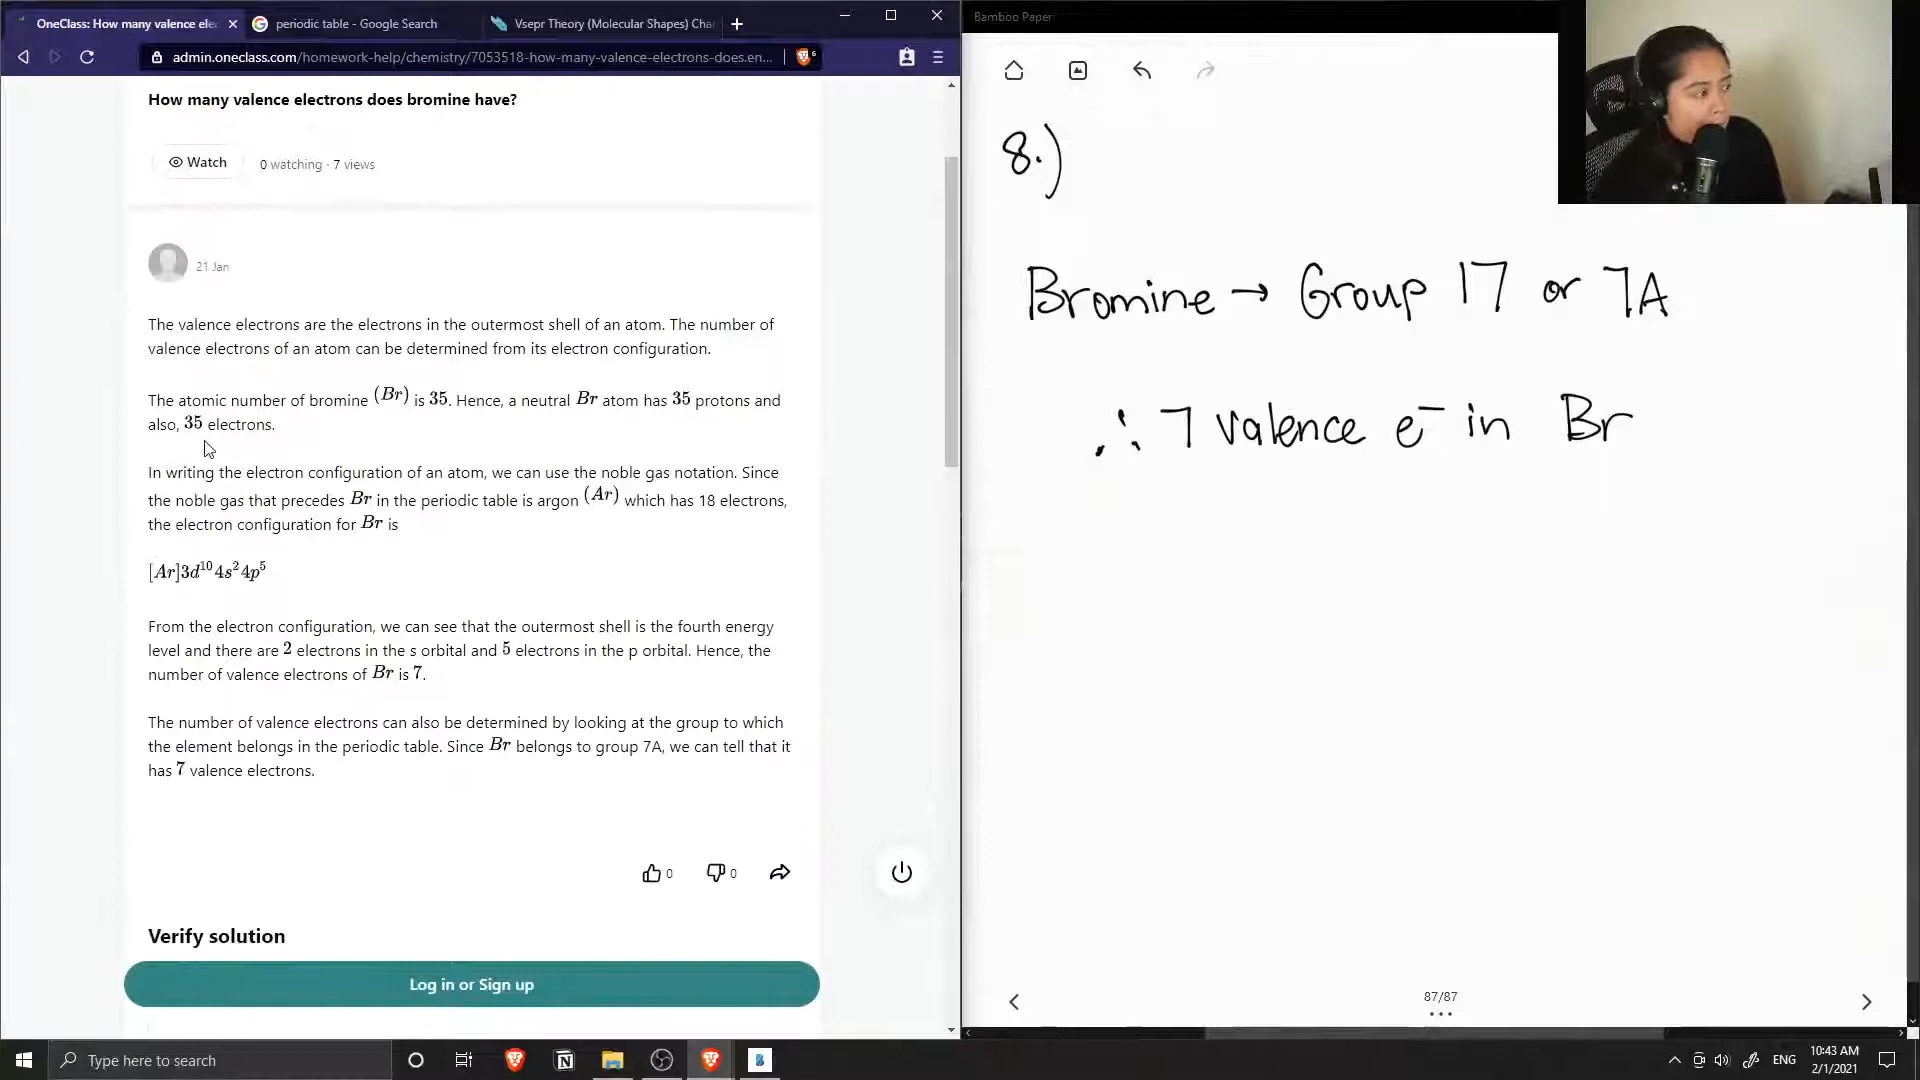 OneClass: How many valence ele
periodic table - Google Search
Vsepr Theory (Molecular Shapes) Cha
admin.oneclass.com/homework-help/chemistry/7053518-how-many-valence-electrons-does.en...
6
How many valence electrons does bromine have?
Watch
0 watching · 7 views
21 Jan
The valence electrons are the electrons in the outermost shell of an atom. The number of
valence electrons of an atom can be determined from its electron configuration.
The atomic number of bromine (Br) is 35. Hence, a neutral Br atom has 35 protons and
also, 35 electrons.
In writing the electron configuration of an atom, we can use the noble gas notation. Since
the noble gas that precedes Br in the periodic table is argon (Ar) which has 18 electrons,
the electron configuration for Br is
[Ar]3d¹⁰4s²4p⁵
From the electron configuration, we can see that the outermost shell is the fourth energy
level and there are 2 electrons in the s orbital and 5 electrons in the p orbital. Hence, the
number of valence electrons of Br is 7.
The number of valence electrons can also be determined by looking at the group to which
the element belongs in the periodic table. Since Br belongs to group 7A, we can tell that it
has 7 valence electrons.
0
0
Verify solution
Log in or Sign up
Bamboo Paper
8.)
Bromine → Group 17 or 7A
∴ 7 valence e⁻ in Br
87/87
Type here to search
ENG
10:43 AM
2/1/2021